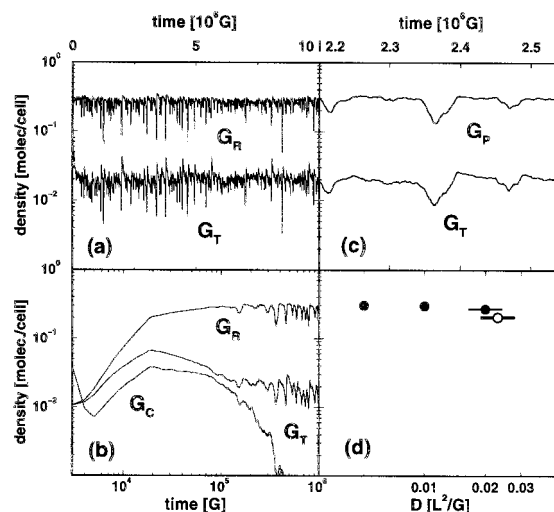 time [10⁶G]
time [10⁵G]
0 5 10
2.2 2.3 2.4 2.5
density [molec/cell]
10⁰
10⁻¹
10⁻²
G_R
G_T
(a)
G_P
G_T
(c)
density [molec./cell]
10⁻¹
10⁻²
G_R
G_C
G_T
(b)
(d)
10⁴ 10⁵ 10⁶
0.01 0.02 0.03
time [G]
D [L²/G]